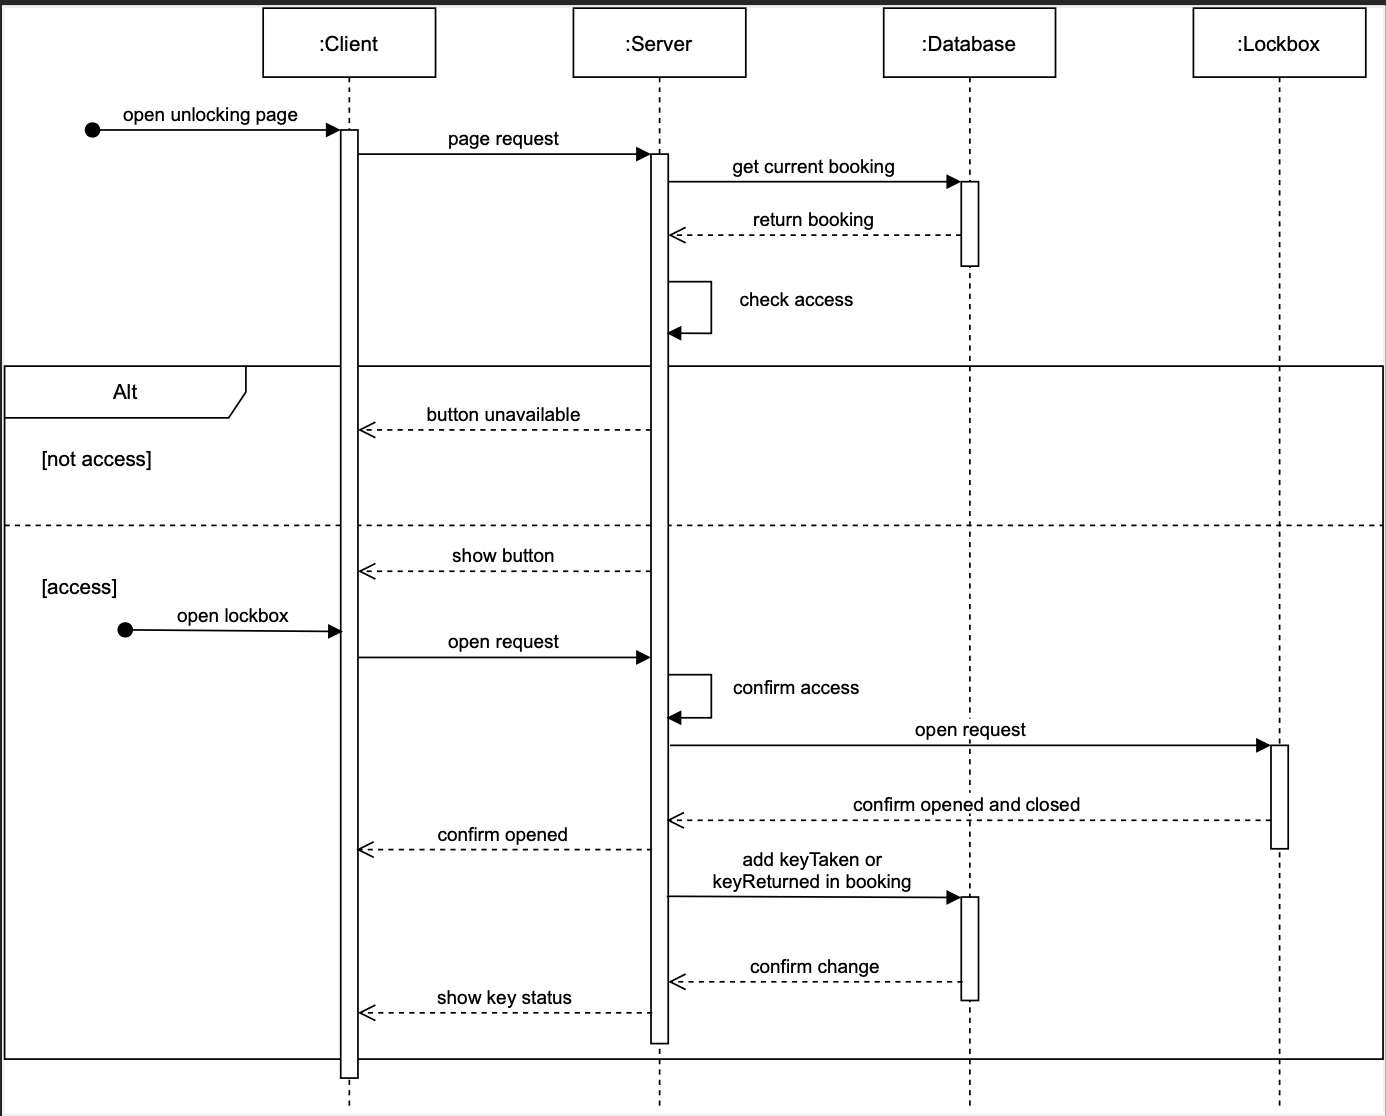 :Client
:Server
:Database
:Lockbox
open unlocking page
page request
get current booking
return booking
check access
Alt
button unavailable
[not access]
show button
[access]
open lockbox
open request
confirm access
open request
confirm opened and closed
confirm opened
add keyTaken or
keyReturned in booking
confirm change
show key status